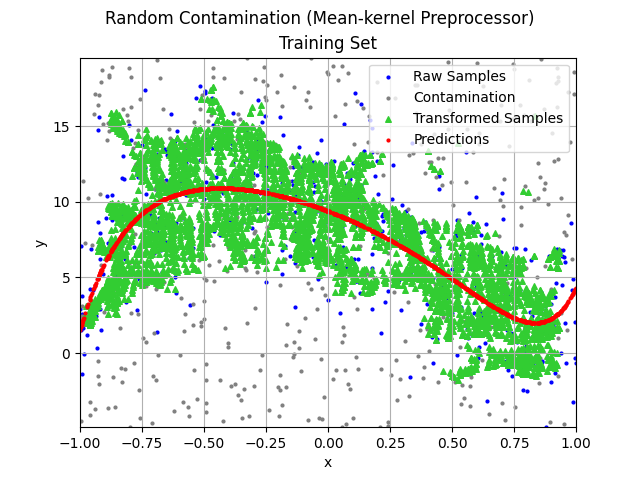 Random Contamination (Mean-kernel Preprocessor)
Training Set
Raw Samples
Contamination
Transformed Samples
Predictions
15
10
5
0
y
−1.00 −0.75 −0.50 −0.25 0.00 0.25 0.50 0.75 1.00
x